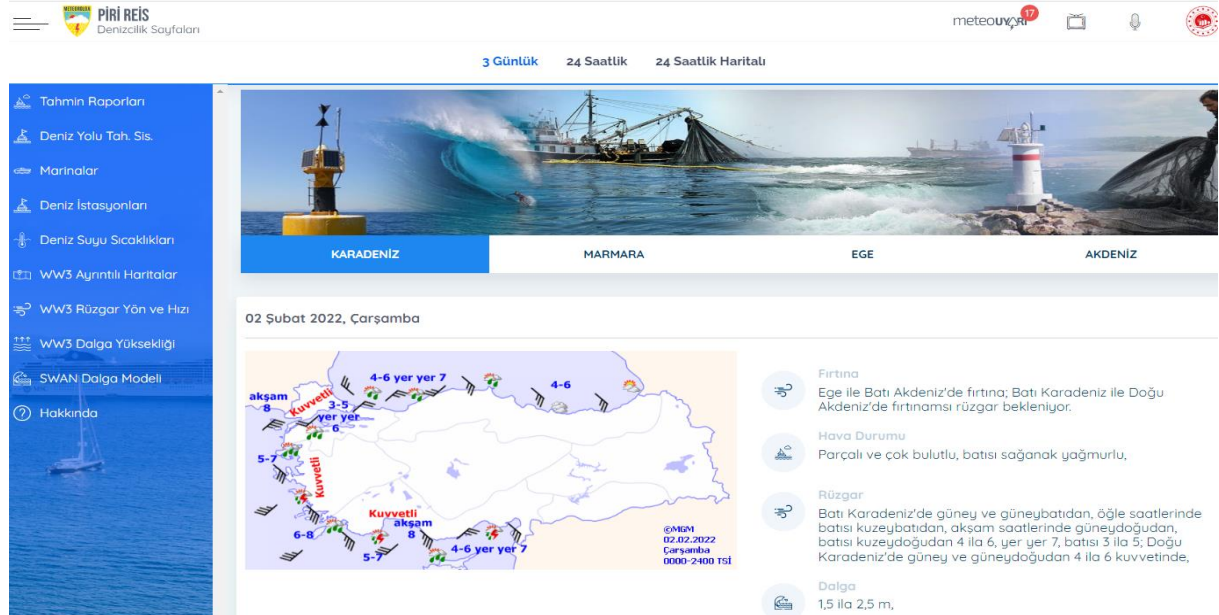 METEOROLOJİ
PİRİ REİS
Denizcilik Sayfaları
meteoUYARI
17
3 Günlük
24 Saatlik
24 Saatlik Haritalı
Tahmin Raporları
Deniz Yolu Tah. Sis.
Marinalar
Deniz İstasyonları
Deniz Suyu Sıcaklıkları
WW3 Ayrıntılı Haritalar
WW3 Rüzgar Yön ve Hızı
WW3 Dalga Yüksekliği
SWAN Dalga Modeli
Hakkında
KARADENİZ
MARMARA
EGE
AKDENİZ
02 Şubat 2022, Çarşamba
4-6 yer yer 7
4-6
akşam
8
Kuvvetli
3-5
yer yer
6
5-7
Kuvvetli
Kuvvetli
akşam
8
6-8
5-7
4-6 yer yer 7
©MGM
02.02.2022
Çarşamba
0000-2400 TSİ
Fırtına
Ege ile Batı Akdeniz'de fırtına; Batı Karadeniz ile Doğu
Akdeniz'de fırtınamsı rüzgar bekleniyor.
Hava Durumu
Parçalı ve çok bulutlu, batısı sağanak yağmurlu,
Rüzgar
Batı Karadeniz'de güney ve güneybatıdan, öğle saatlerinde
batısı kuzeybatıdan, akşam saatlerinde güneydoğudan,
batısı kuzeydoğudan 4 ila 6, yer yer 7, batısı 3 ila 5; Doğu
Karadeniz'de güney ve güneydoğudan 4 ila 6 kuvvetinde,
Dalga
1,5 ila 2,5 m,